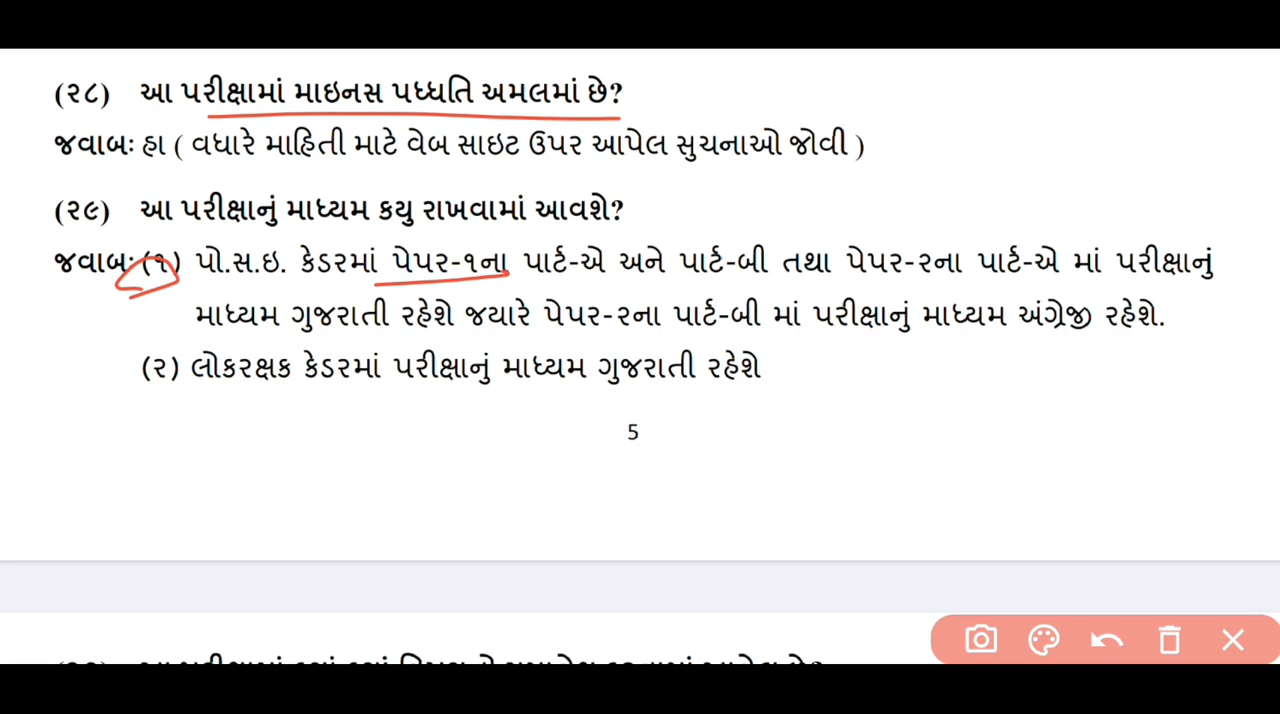 (૨૮) આ પરીક્ષામાં માઇનસ પધ્ધતિ અમલમાં છે?
જવાબઃ હા ( વધારે માહિતી માટે વેબ સાઇટ ઉપર આપેલ સુચનાઓ જોવી )
(૨૯) આ પરીક્ષાનું માધ્યમ કયુ રાખવામાં આવશે?
જવાબઃ (૧) પો.સ.ઇ. કેડરમાં પેપર-૧ના પાર્ટ-એ અને પાર્ટ-બી તથા પેપર-૨ના પાર્ટ-એ માં પરીક્ષાનું
માધ્યમ ગુજરાતી રહેશે જયારે પેપર-૨ના પાર્ટ-બી માં પરીક્ષાનું માધ્યમ અંગ્રેજી રહેશે.
(૨) લોકરક્ષક કેડરમાં પરીક્ષાનું માધ્યમ ગુજરાતી રહેશે
5